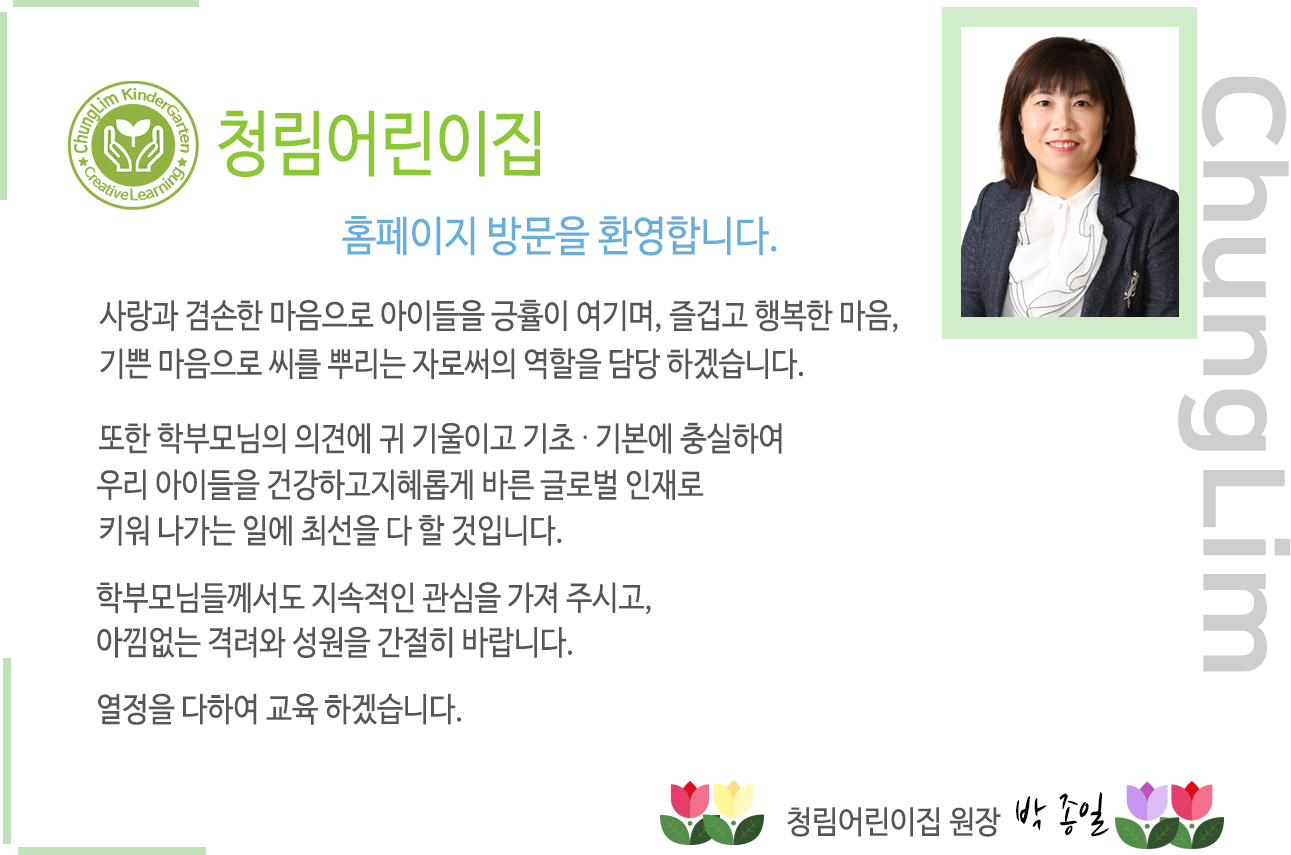 ChungLim KinderGarten
★ CreativeLearning ★
청림어린이집
홈페이지 방문을 환영합니다.
사랑과 겸손한 마음으로 아이들을 긍휼이 여기며, 즐겁고 행복한 마음,
기쁜 마음으로 씨를 뿌리는 자로써의 역할을 담당 하겠습니다.
또한 학부모님의 의견에 귀 기울이고 기초 · 기본에 충실하여
우리 아이들을 건강하고지혜롭게 바른 글로벌 인재로
키워 나가는 일에 최선을 다 할 것입니다.
학부모님들께서도 지속적인 관심을 가져 주시고,
아낌없는 격려와 성원을 간절히 바랍니다.
열정을 다하여 교육 하겠습니다.
청림어린이집 원장 박 종일
ChungLim